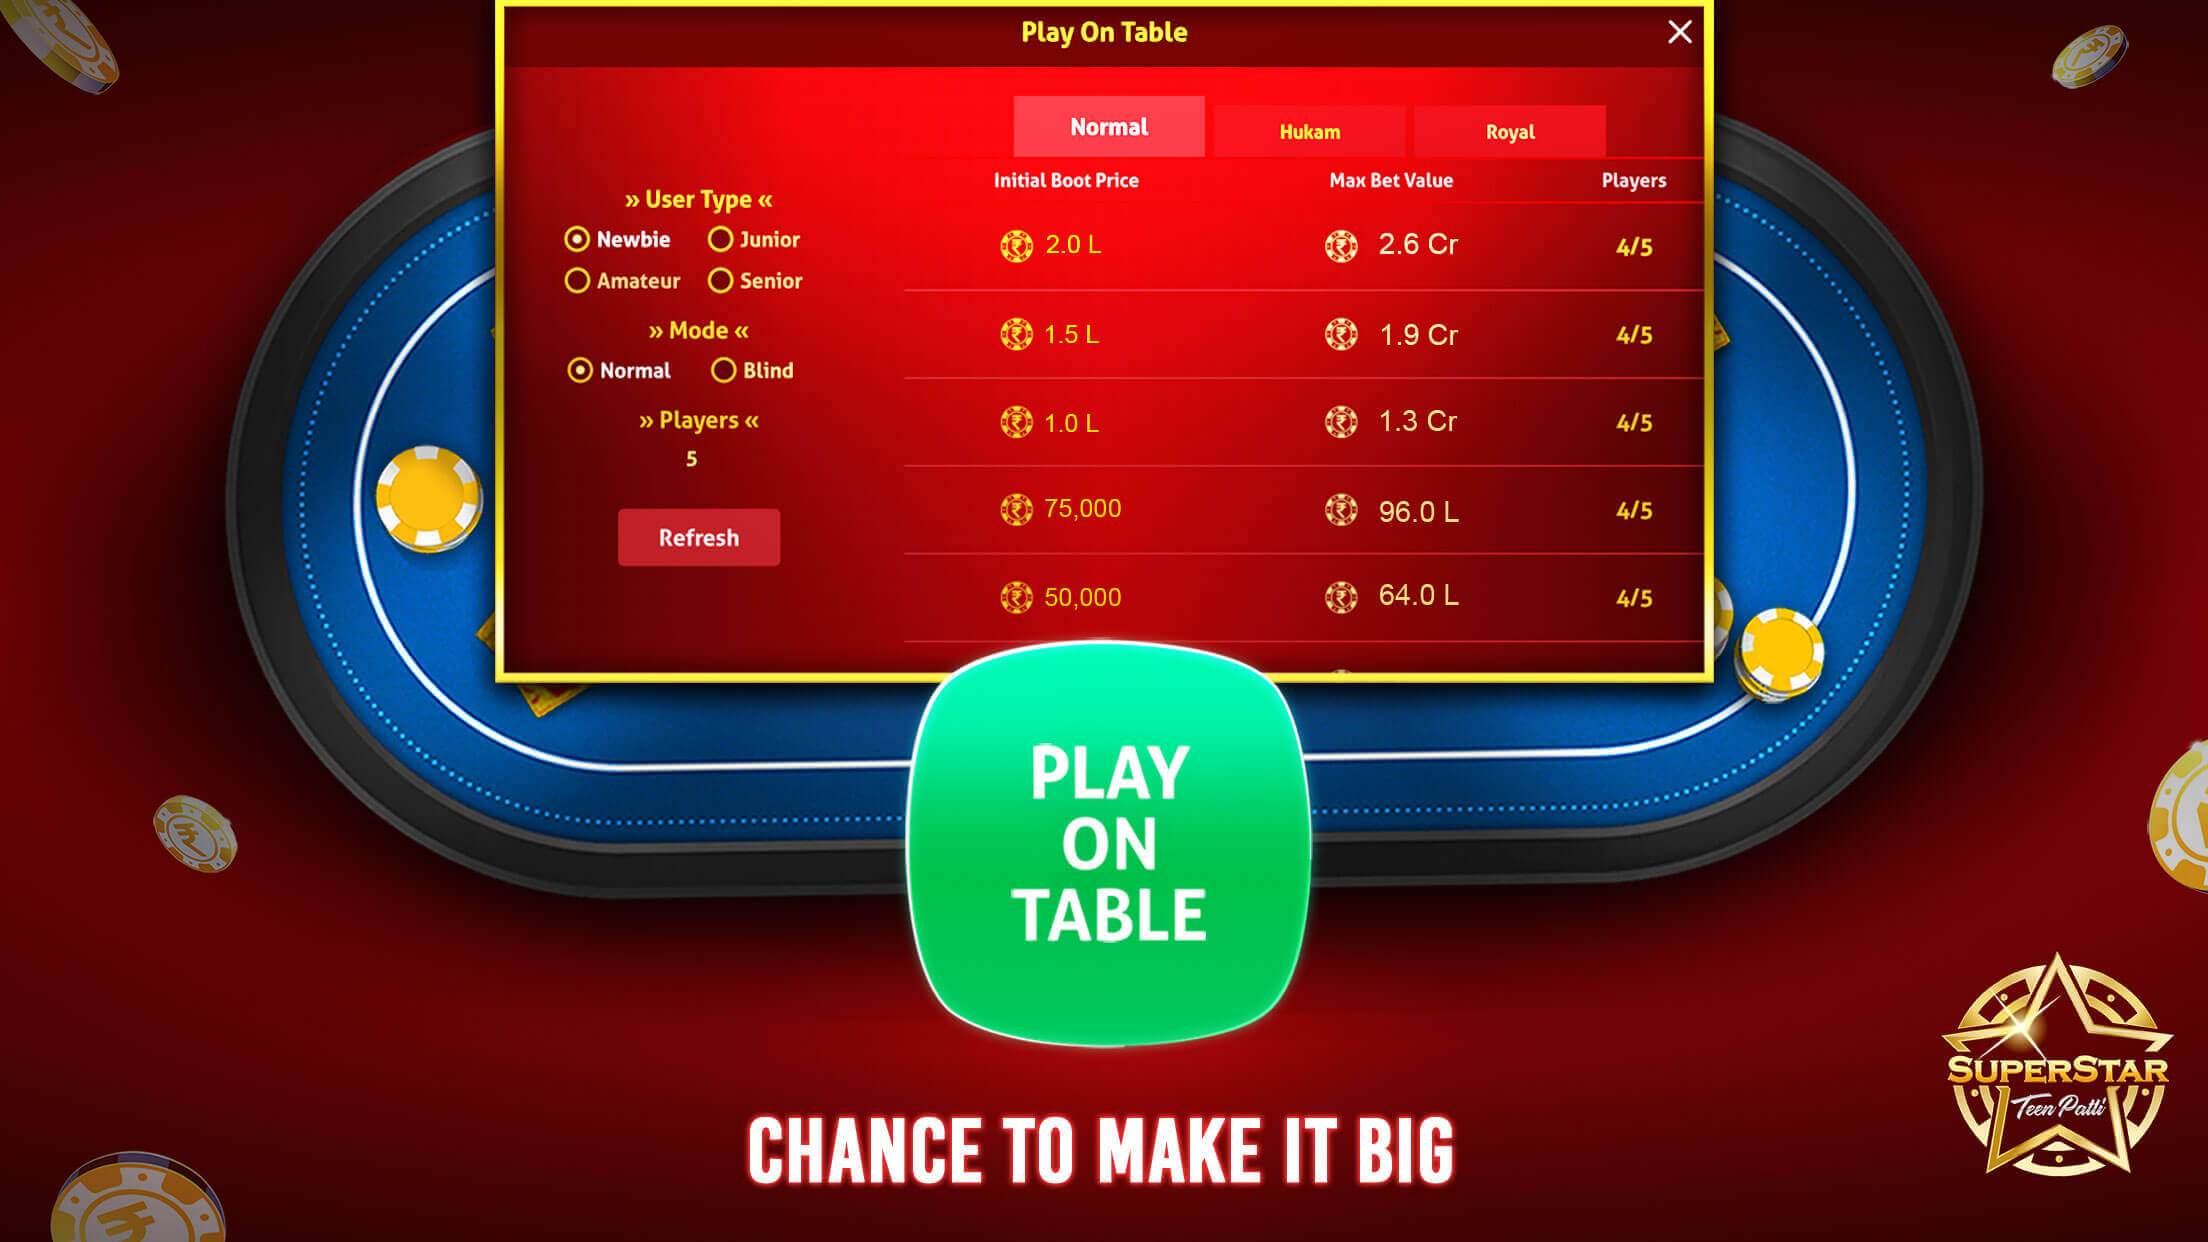 Play On Table
Normal
Hukam
Royal
» User Type «
Newbie
Junior
Amateur
Senior
» Mode «
Normal
Blind
» Players «
5
Refresh
Initial Boot Price Max Bet Value Players
2.0 L 2.6 Cr 4/5
1.5 L 1.9 Cr 4/5
1.0 L 1.3 Cr 4/5
75,000 96.0 L 4/5
50,000 64.0 L 4/5
PLAY
ON
TABLE
CHANCE TO MAKE IT BIG
SUPERSTAR
Teen Patti